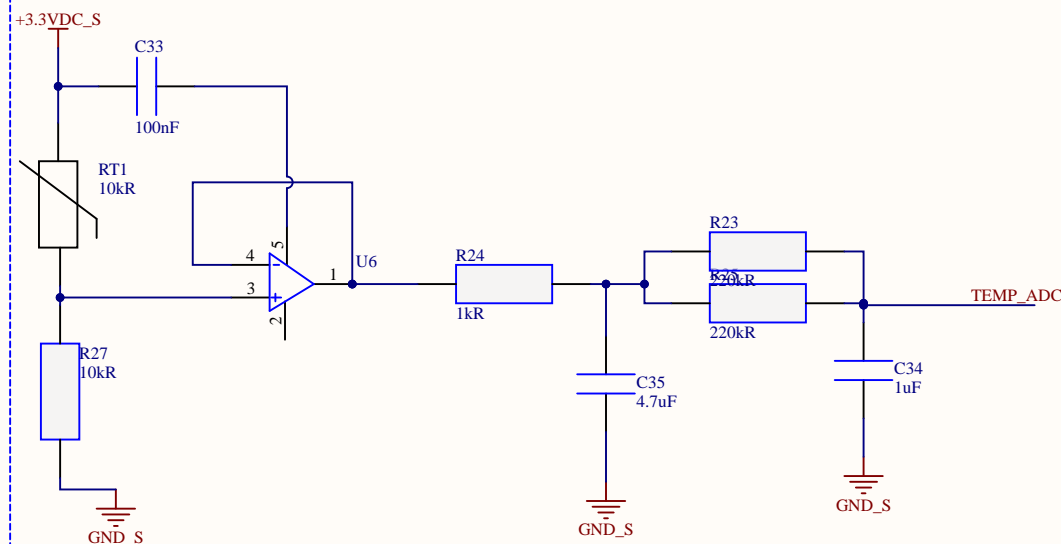 +3.3VDC_S
C33
100nF
RT1
10kR
5
4
3
2
1
U6
R24
1kR
R23
220kR
R25
220kR
TEMP_ADC
R27
10kR
C35
4.7uF
C34
1uF
GND_S
GND_S
GND_S